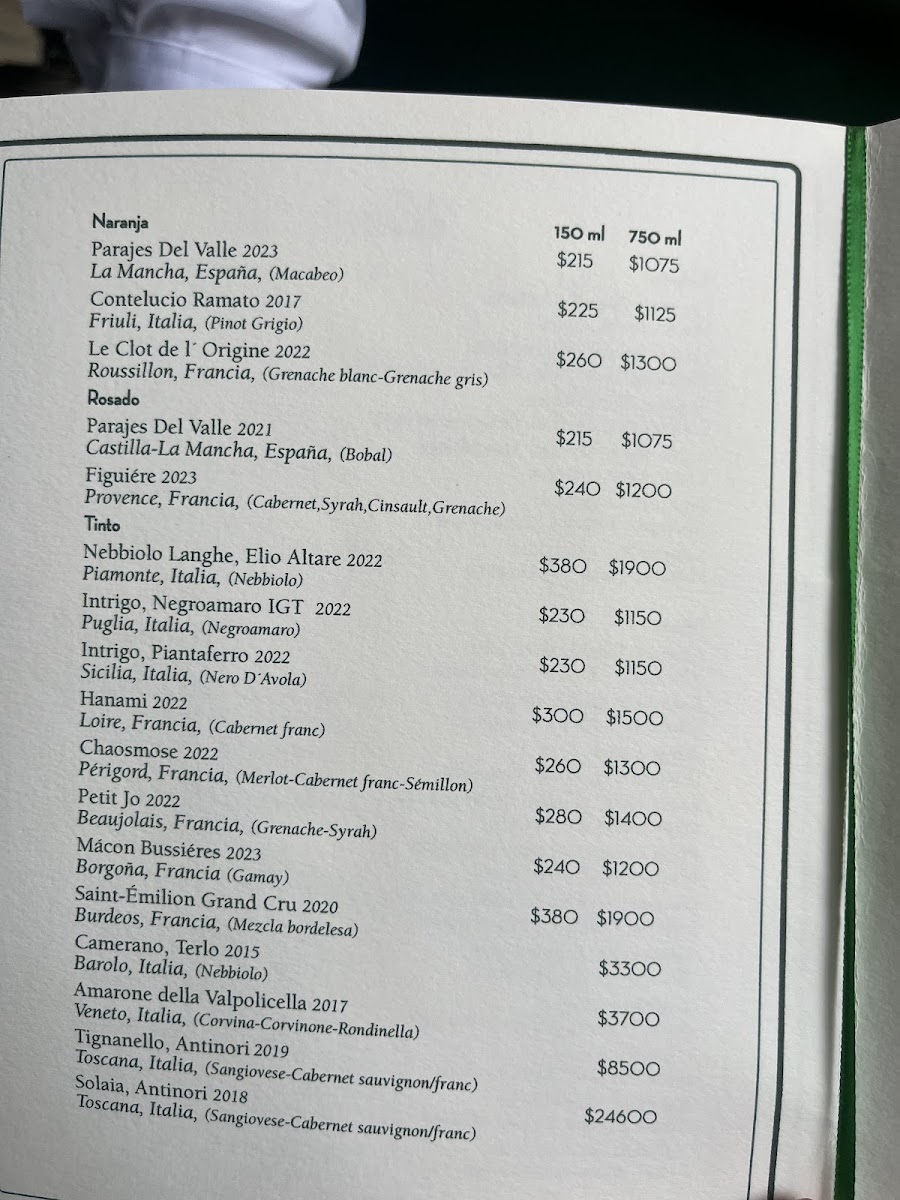 Naranja 150 ml 750 ml
Parajes Del Valle 2023 $215 $1075
La Mancha, España, (Macabeo)
Contelucio Ramato 2017 $225 $1125
Friuli, Italia, (Pinot Grigio)
Le Clot de l´ Origine 2022 $260 $1300
Roussillon, Francia, (Grenache blanc-Grenache gris)
Rosado
Parajes Del Valle 2021 $215 $1075
Castilla-La Mancha, España, (Bobal)
Figuiére 2023 $240 $1200
Provence, Francia, (Cabernet,Syrah,Cinsault,Grenache)
Tinto
Nebbiolo Langhe, Elio Altare 2022 $380 $1900
Piamonte, Italia, (Nebbiolo)
Intrigo, Negroamaro IGT 2022 $230 $1150
Puglia, Italia, (Negroamaro)
Intrigo, Piantaferro 2022 $230 $1150
Sicilia, Italia, (Nero D´Avola)
Hanami 2022 $300 $1500
Loire, Francia, (Cabernet franc)
Chaosmose 2022 $260 $1300
Périgord, Francia, (Merlot-Cabernet franc-Sémillon)
Petit Jo 2022 $280 $1400
Beaujolais, Francia, (Grenache-Syrah)
Mácon Bussiéres 2023 $240 $1200
Borgoña, Francia (Gamay)
Saint-Émilion Grand Cru 2020 $380 $1900
Burdeos, Francia, (Mezcla bordelesa)
Camerano, Terlo 2015 $3300
Barolo, Italia, (Nebbiolo)
Amarone della Valpolicella 2017 $3700
Veneto, Italia, (Corvina-Corvinone-Rondinella)
Tignanello, Antinori 2019 $8500
Toscana, Italia, (Sangiovese-Cabernet sauvignon/franc)
Solaia, Antinori 2018 $24600
Toscana, Italia, (Sangiovese-Cabernet sauvignon/franc)